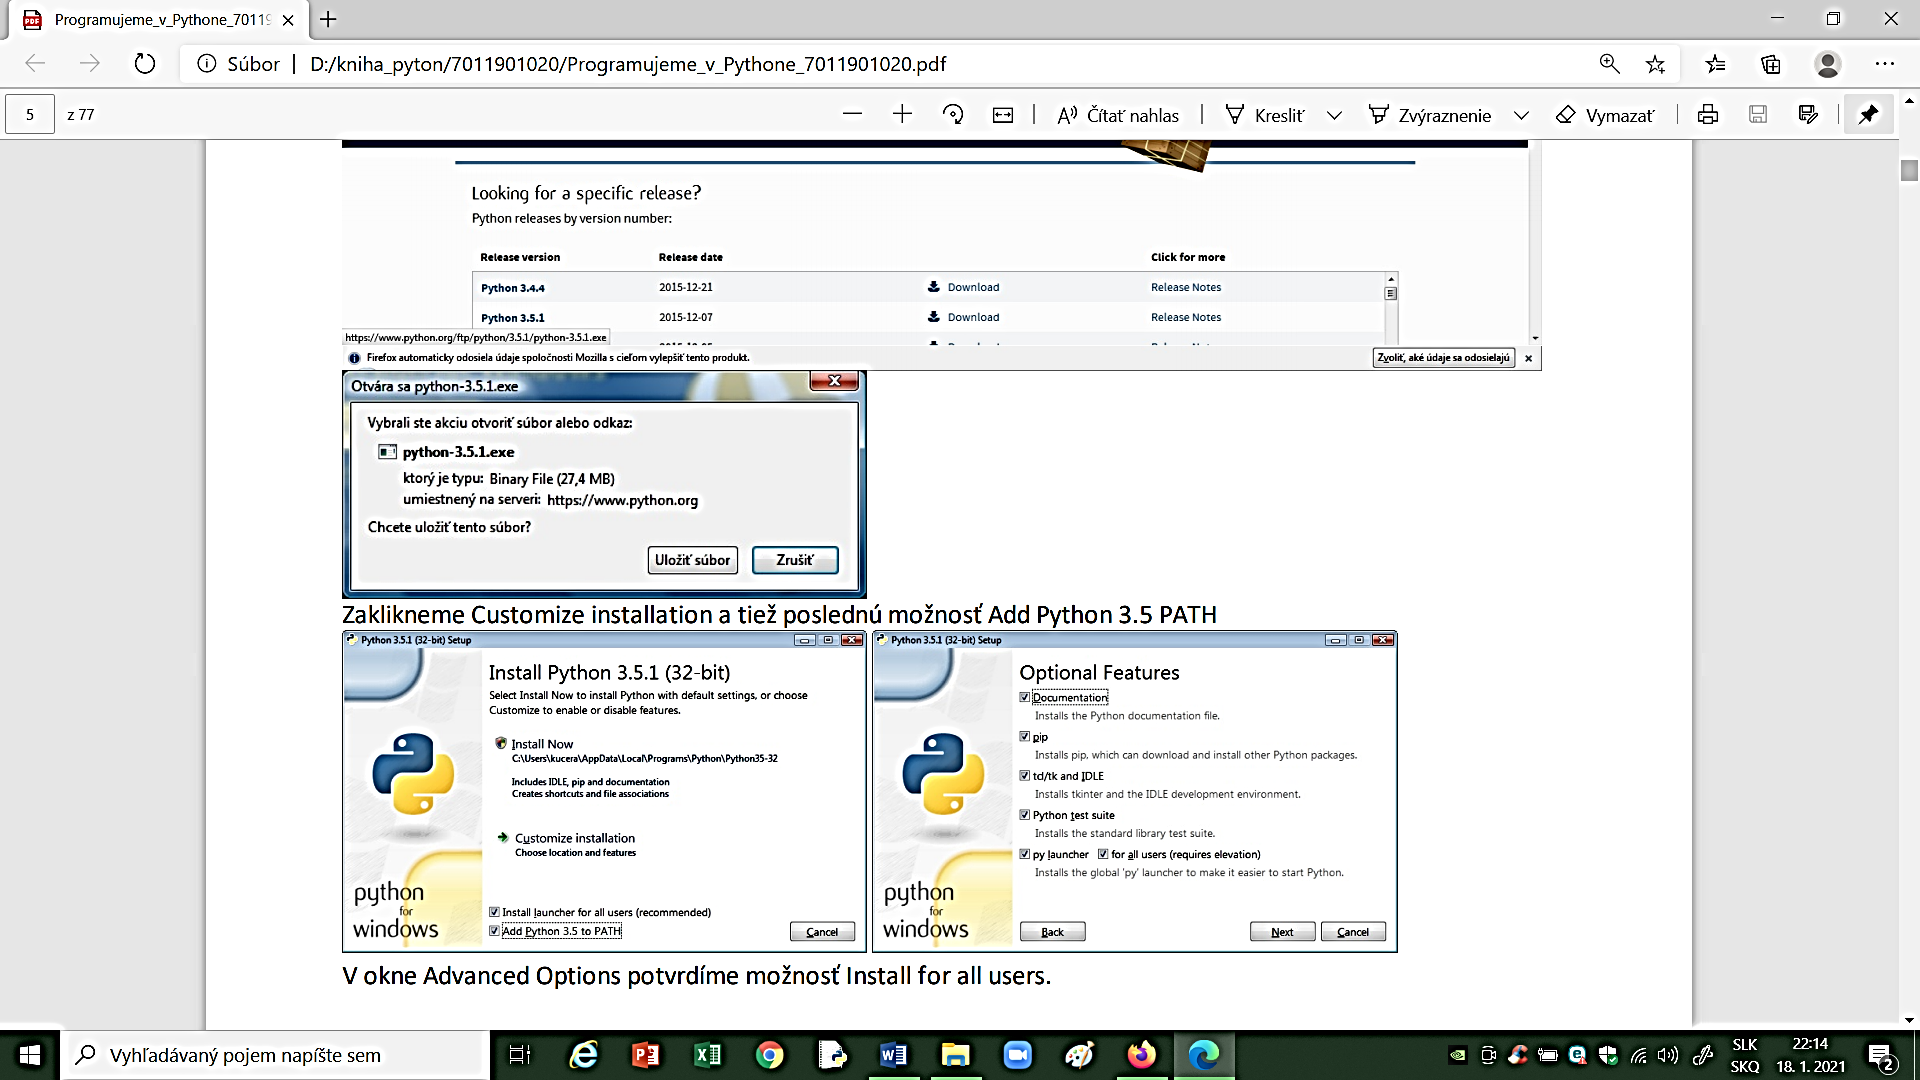 Programujeme_v_Pythone_7011
Súbor | D:/kniha_pyton/7011901020/Programujeme_v_Pythone_7011901020.pdf
5 z 77
Čítať nahlas
Kresliť
Zvýraznenie
Vymazať
Looking for a specific release?
Python releases by version number:
Release version Release date Click for more
Python 3.4.4 2015-12-21 Download Release Notes
Python 3.5.1 2015-12-07 Download Release Notes
https://www.python.org/ftp/python/3.5.1/python-3.5.1.exe
Firefox automaticky odosiela údaje spoločnosti Mozilla s cieľom vylepšiť tento produkt.
Zvoliť, aké údaje sa odosielajú
Otvára sa python-3.5.1.exe
Vybrali ste akciu otvoriť súbor alebo odkaz:
python-3.5.1.exe
ktorý je typu: Binary File (27,4 MB)
umiestnený na serveri: https://www.python.org
Chcete uložiť tento súbor?
Uložiť súbor Zrušiť
Zaklikneme Customize installation a tiež poslednú možnosť Add Python 3.5 PATH
Python 3.5.1 (32-bit) Setup
Install Python 3.5.1 (32-bit)
Select Install Now to install Python with default settings, or choose
Customize to enable or disable features.
Install Now
C:\Users\kucera\AppData\Local\Programs\Python\Python35-32
Includes IDLE, pip and documentation
Creates shortcuts and file associations
Customize installation
Choose location and features
Install launcher for all users (recommended)
Add Python 3.5 to PATH
Cancel
python
for
windows
Python 3.5.1 (32-bit) Setup
Optional Features
Documentation
Installs the Python documentation file.
pip
Installs pip, which can download and install other Python packages.
tcl/tk and IDLE
Installs tkinter and the IDLE development environment.
Python test suite
Installs the standard library test suite.
py launcher for all users (requires elevation)
Installs the global 'py' launcher to make it easier to start Python.
python
for
windows
Back Next Cancel
V okne Advanced Options potvrdíme možnosť Install for all users.
Vyhľadávaný pojem napíšte sem
SLK
SKQ
22:14
18. 1. 2021
2